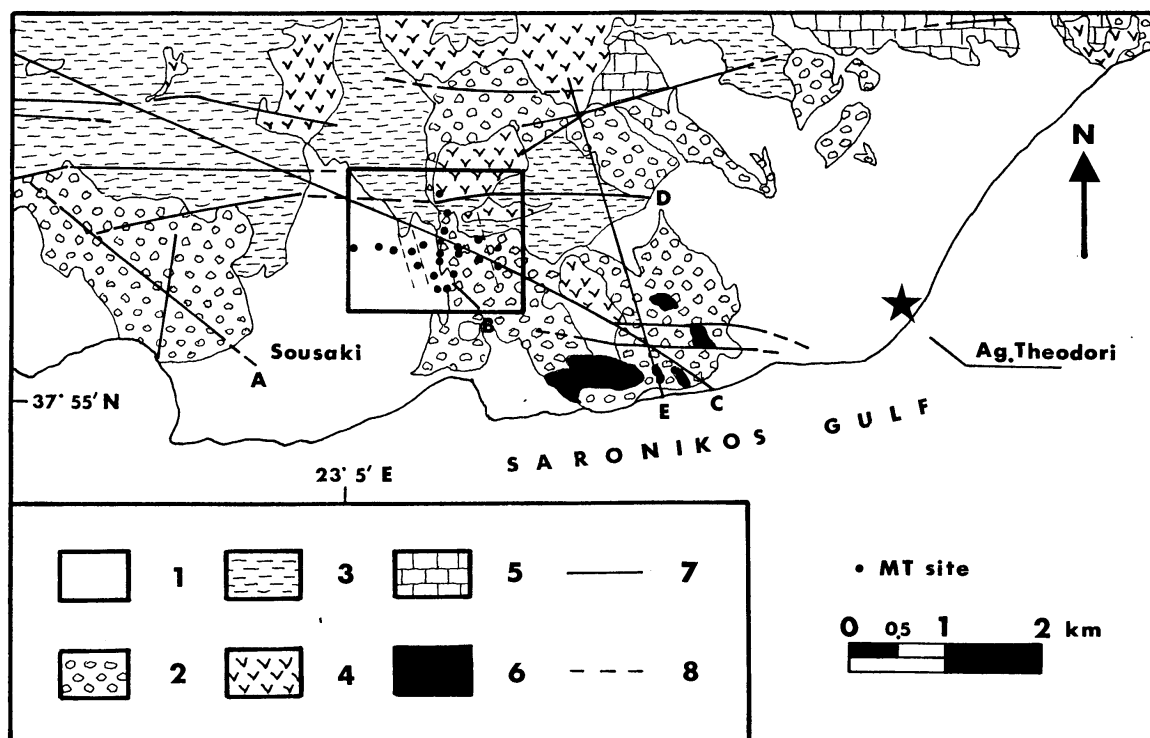 N
D
B
Sousaki
A
Ag.Theodori
37° 55' N
E
C
SARONIKOS GULF
23° 5' E
1
3
5
7
MT site
0 0,5 1 2 km
2
4
6
8